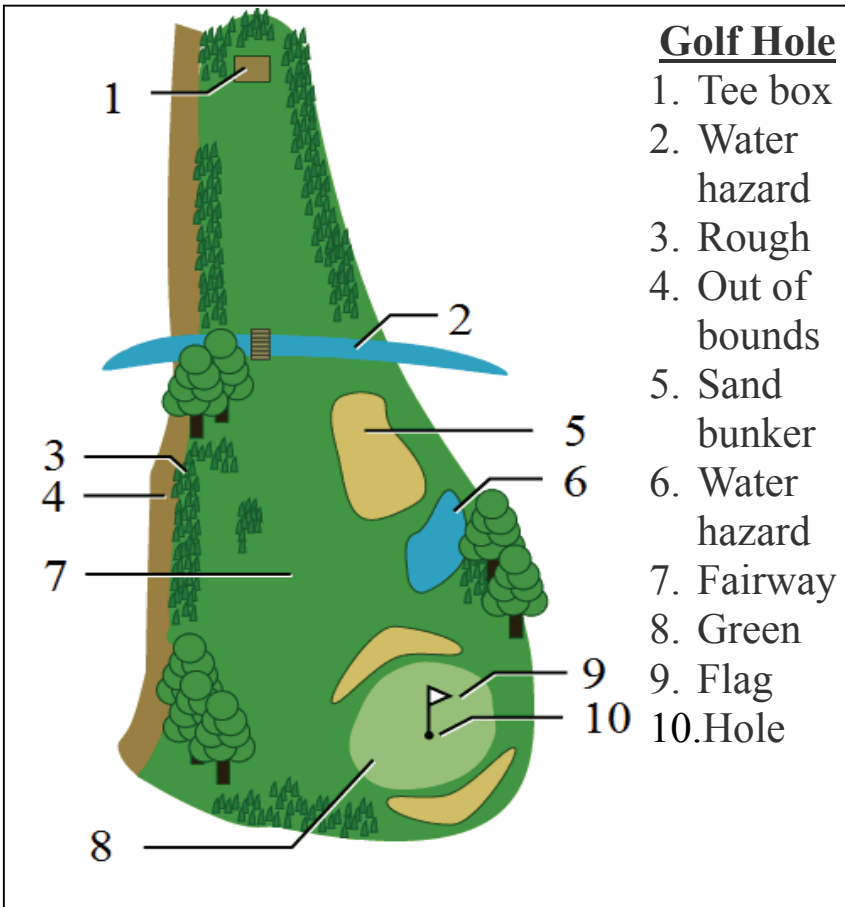 Golf Hole
1. Tee box
2. Water
hazard
3. Rough
4. Out of
bounds
5. Sand
bunker
6. Water
hazard
7. Fairway
8. Green
9. Flag
10.Hole
1
2
3
4
5
6
7
8
9
10